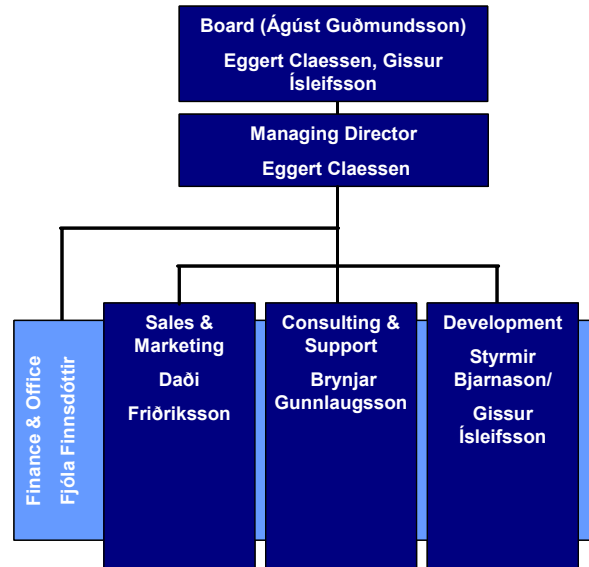 Board (Ágúst Guðmundsson)
Eggert Claessen, Gissur
Ísleifsson
Managing Director
Eggert Claessen
Finance & Office
Fjóla Finnsdóttir
Sales &
Marketing
Daði
Friðriksson
Consulting &
Support
Brynjar
Gunnlaugsson
Development
Styrmir
Bjarnason/
Gissur
Ísleifsson